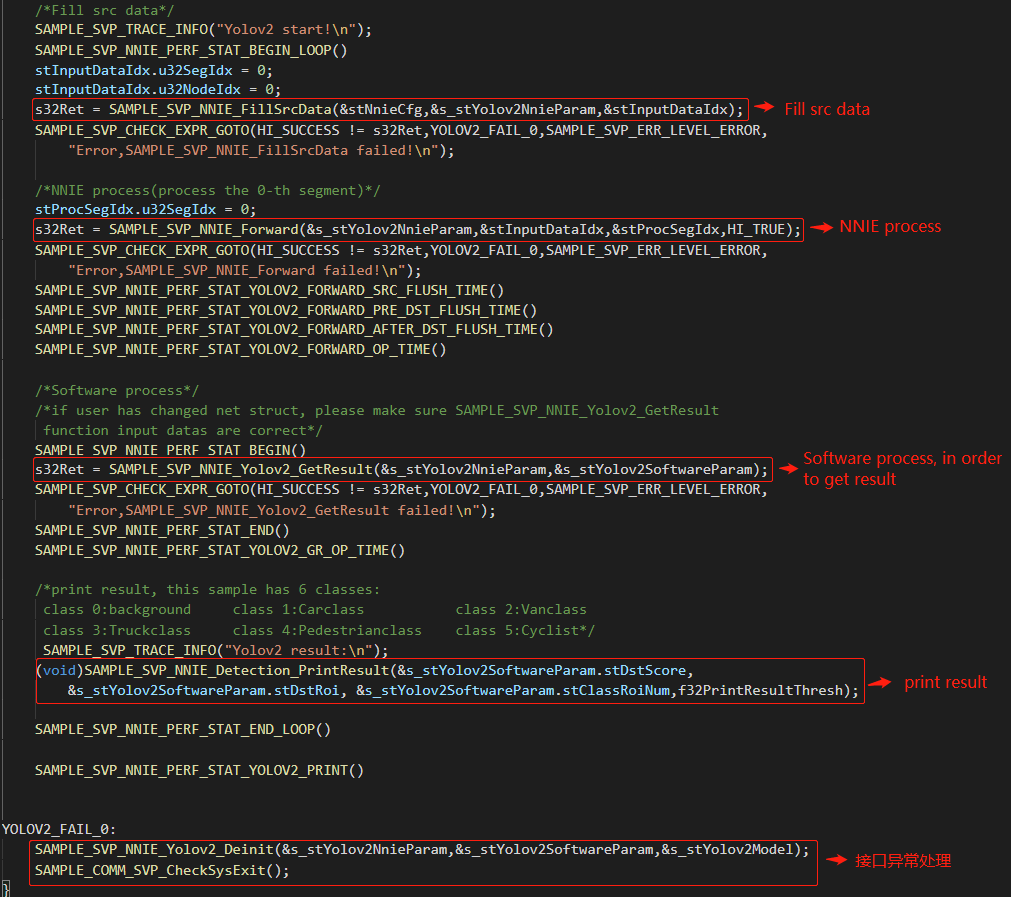 /*Fill src data*/
SAMPLE_SVP_TRACE_INFO("Yolov2 start!\n");
SAMPLE_SVP_NNIE_PERF_STAT_BEGIN_LOOP()
stInputDataIdx.u32SegIdx = 0;
stInputDataIdx.u32NodeIdx = 0;
s32Ret = SAMPLE_SVP_NNIE_FillSrcData(&stNnieCfg,&s_stYolov2NnieParam,&stInputDataIdx); Fill src data
SAMPLE_SVP_CHECK_EXPR_GOTO(HI_SUCCESS != s32Ret,YOLOV2_FAIL_0,SAMPLE_SVP_ERR_LEVEL_ERROR,
"Error,SAMPLE_SVP_NNIE_FillSrcData failed!\n");
/*NNIE process(process the 0-th segment)*/
stProcSegIdx.u32SegIdx = 0;
s32Ret = SAMPLE_SVP_NNIE_Forward(&s_stYolov2NnieParam,&stInputDataIdx,&stProcSegIdx,HI_TRUE); NNIE process
SAMPLE_SVP_CHECK_EXPR_GOTO(HI_SUCCESS != s32Ret,YOLOV2_FAIL_0,SAMPLE_SVP_ERR_LEVEL_ERROR,
"Error,SAMPLE_SVP_NNIE_Forward failed!\n");
SAMPLE_SVP_NNIE_PERF_STAT_YOLOV2_FORWARD_SRC_FLUSH_TIME()
SAMPLE_SVP_NNIE_PERF_STAT_YOLOV2_FORWARD_PRE_DST_FLUSH_TIME()
SAMPLE_SVP_NNIE_PERF_STAT_YOLOV2_FORWARD_AFTER_DST_FLUSH_TIME()
SAMPLE_SVP_NNIE_PERF_STAT_YOLOV2_FORWARD_OP_TIME()
/*Software process*/
/*if user has changed net struct, please make sure SAMPLE_SVP_NNIE_Yolov2_GetResult
function input datas are correct*/
SAMPLE_SVP_NNIE_PERF_STAT_BEGIN()
s32Ret = SAMPLE_SVP_NNIE_Yolov2_GetResult(&s_stYolov2NnieParam,&s_stYolov2SoftwareParam); Software process, in order
to get result
SAMPLE_SVP_CHECK_EXPR_GOTO(HI_SUCCESS != s32Ret,YOLOV2_FAIL_0,SAMPLE_SVP_ERR_LEVEL_ERROR,
"Error,SAMPLE_SVP_NNIE_Yolov2_GetResult failed!\n");
SAMPLE_SVP_NNIE_PERF_STAT_END()
SAMPLE_SVP_NNIE_PERF_STAT_YOLOV2_GR_OP_TIME()
/*print result, this sample has 6 classes:
class 0:background class 1:Carclass class 2:Vanclass
class 3:Truckclass class 4:Pedestrianclass class 5:Cyclist*/
SAMPLE_SVP_TRACE_INFO("Yolov2 result:\n");
(void)SAMPLE_SVP_NNIE_Detection_PrintResult(&s_stYolov2SoftwareParam.stDstScore,
&s_stYolov2SoftwareParam.stDstRoi, &s_stYolov2SoftwareParam.stClassRoiNum,f32PrintResultThresh); print result
SAMPLE_SVP_NNIE_PERF_STAT_END_LOOP()
SAMPLE_SVP_NNIE_PERF_STAT_YOLOV2_PRINT()
YOLOV2_FAIL_0:
SAMPLE_SVP_NNIE_Yolov2_Deinit(&s_stYolov2NnieParam,&s_stYolov2SoftwareParam,&s_stYolov2Model);
接口异常处理
SAMPLE_COMM_SVP_CheckSysExit();
}